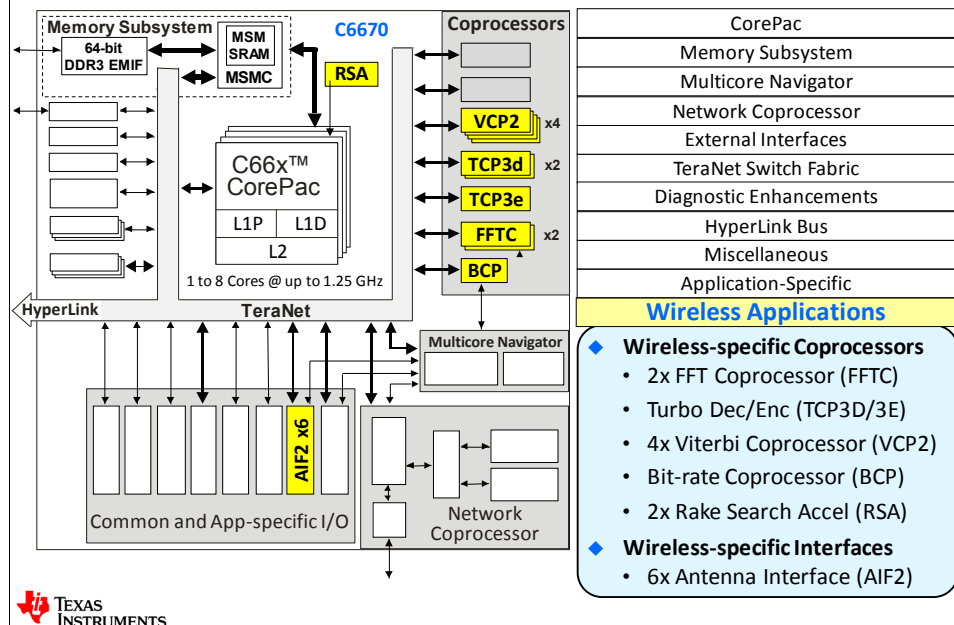 Memory Subsystem
64-bit
DDR3 EMIF
MSM
SRAM
MSMC
C6670
RSA
C66x™
CorePac
L1P
L1D
L2
1 to 8 Cores @ up to 1.25 GHz
HyperLink
TeraNet
Coprocessors
VCP2
x4
TCP3d
x2
TCP3e
FFTC
x2
BCP
Multicore Navigator
AIF2 x6
Common and App-specific I/O
Network
Coprocessor
CorePac
Memory Subsystem
Multicore Navigator
Network Coprocessor
External Interfaces
TeraNet Switch Fabric
Diagnostic Enhancements
HyperLink Bus
Miscellaneous
Application-Specific
Wireless Applications
◆ Wireless-specific Coprocessors
• 2x FFT Coprocessor (FFTC)
• Turbo Dec/Enc (TCP3D/3E)
• 4x Viterbi Coprocessor (VCP2)
• Bit-rate Coprocessor (BCP)
• 2x Rake Search Accel (RSA)
◆ Wireless-specific Interfaces
• 6x Antenna Interface (AIF2)
TEXAS
INSTRUMENTS